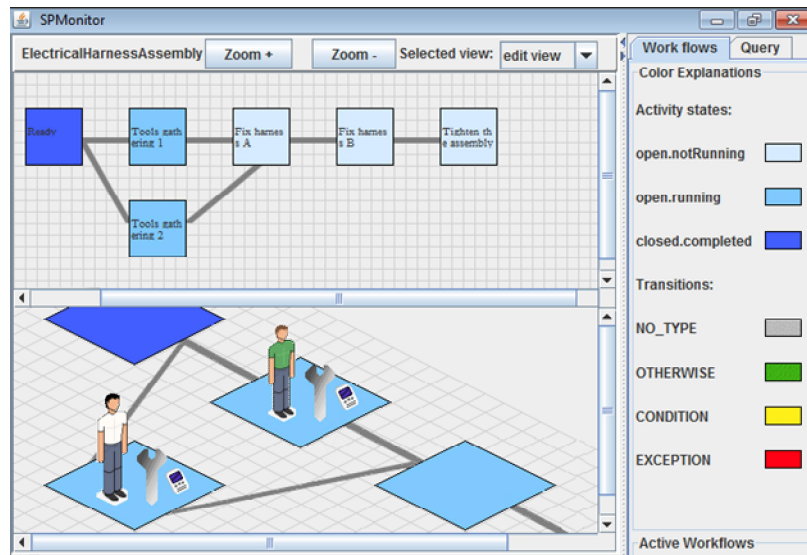 SPMonitor
ElectricalHarnessAssembly
Zoom +
Zoom -
Selected view:
edit view
Work flows
Query
Color Explanations
Activity states:
open.notRunning
open.running
closed.completed
Transitions:
NO_TYPE
OTHERWISE
CONDITION
EXCEPTION
Active Workflows
Ready
Tools gath
ering 1
Fix harnes
s A
Fix harnes
s B
Tighten th
e assembly
Tools gath
ering 2